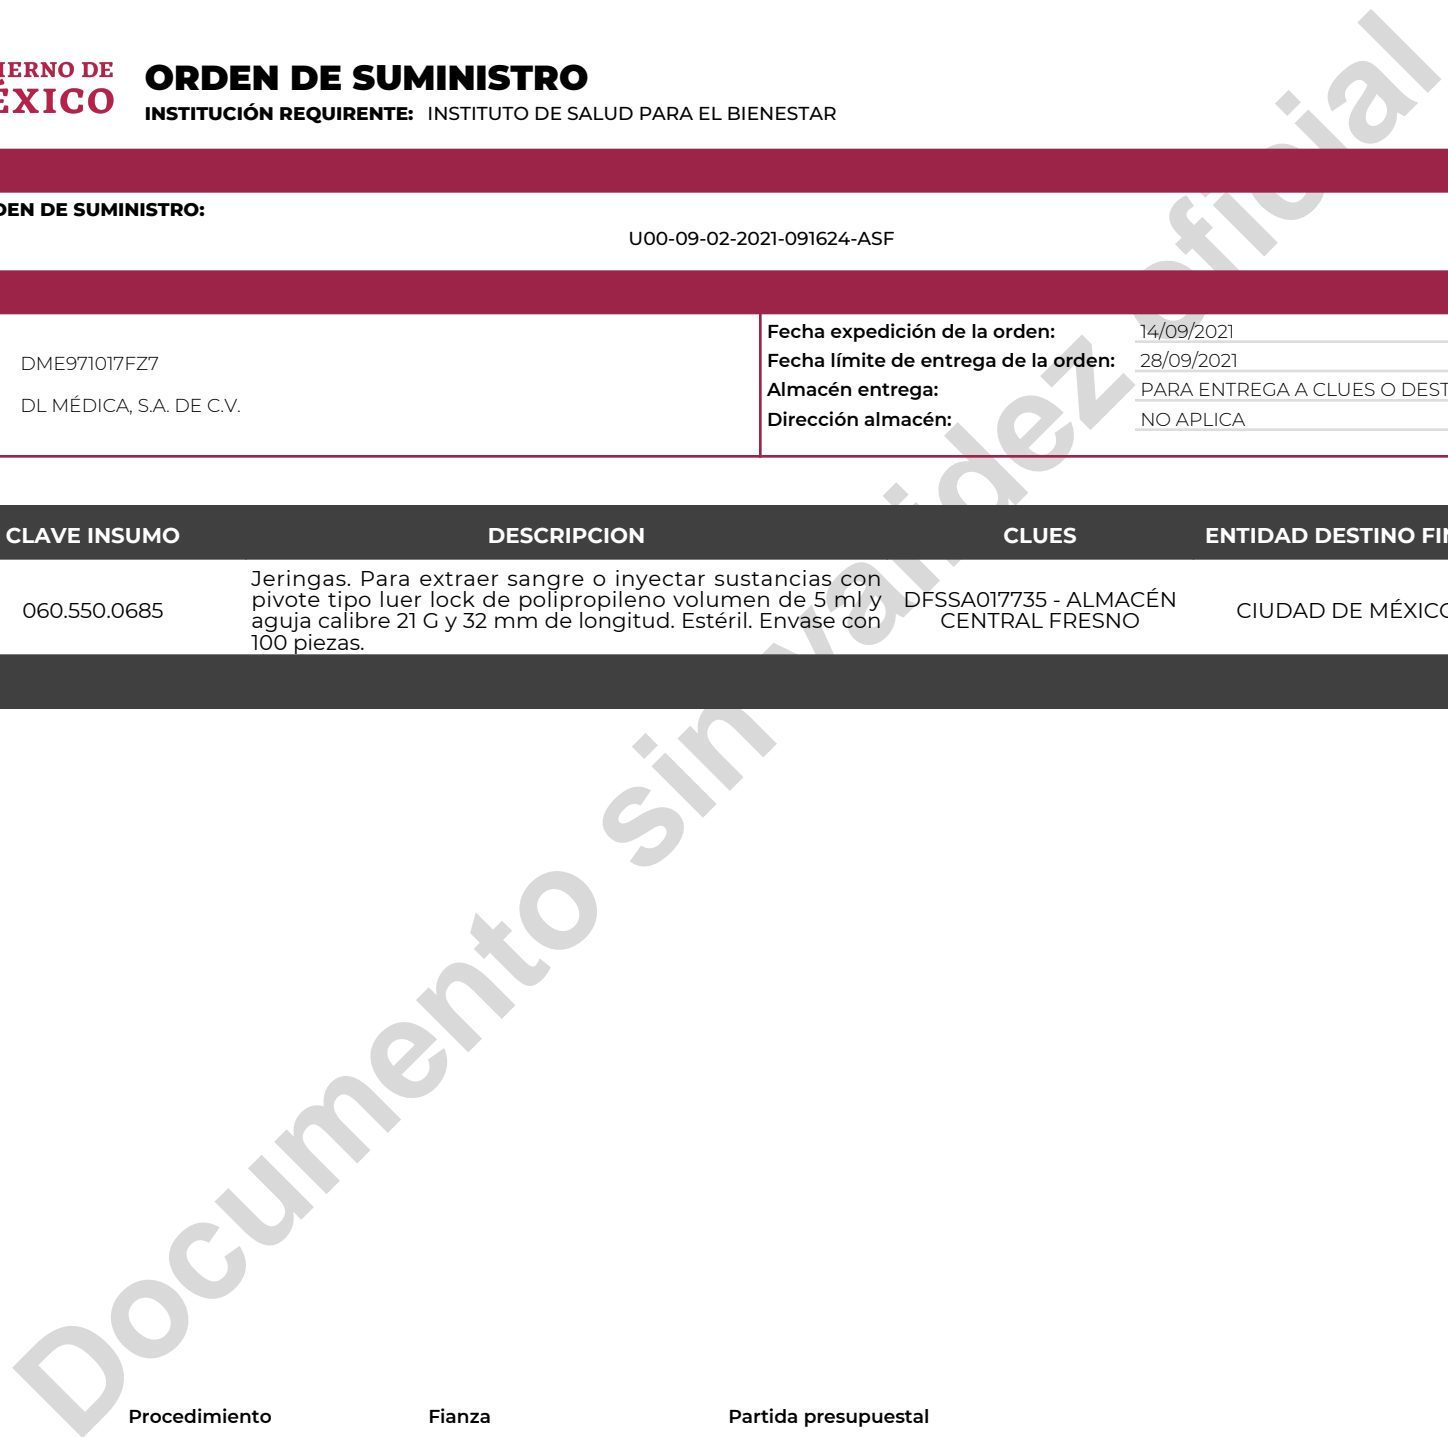 IERNO DE
ÉXICO
ORDEN DE SUMINISTRO
INSTITUCIÓN REQUIRENTE: INSTITUTO DE SALUD PARA EL BIENESTAR
DEN DE SUMINISTRO:
U00-09-02-2021-091624-ASF
DME971017FZ7
DL MÉDICA, S.A. DE C.V.
Fecha expedición de la orden: 14/09/2021
Fecha límite de entrega de la orden: 28/09/2021
Almacén entrega: PARA ENTREGA A CLUES O DEST
Dirección almacén: NO APLICA
CLAVE INSUMO DESCRIPCION CLUES ENTIDAD DESTINO FIN
060.550.0685
Jeringas. Para extraer sangre o inyectar sustancias con
pivote tipo luer lock de polipropileno volumen de 5 ml y
aguja calibre 21 G y 32 mm de longitud. Estéril. Envase con
100 piezas.
DFSSA017735 - ALMACÉN
CENTRAL FRESNO
CIUDAD DE MÉXICO
Documento sin validez oficial
Procedimiento Fianza Partida presupuestal